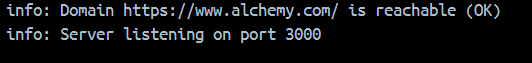 info: Domain https://www.alchemy.com/ is reachable (OK)
info: Server listening on port 3000